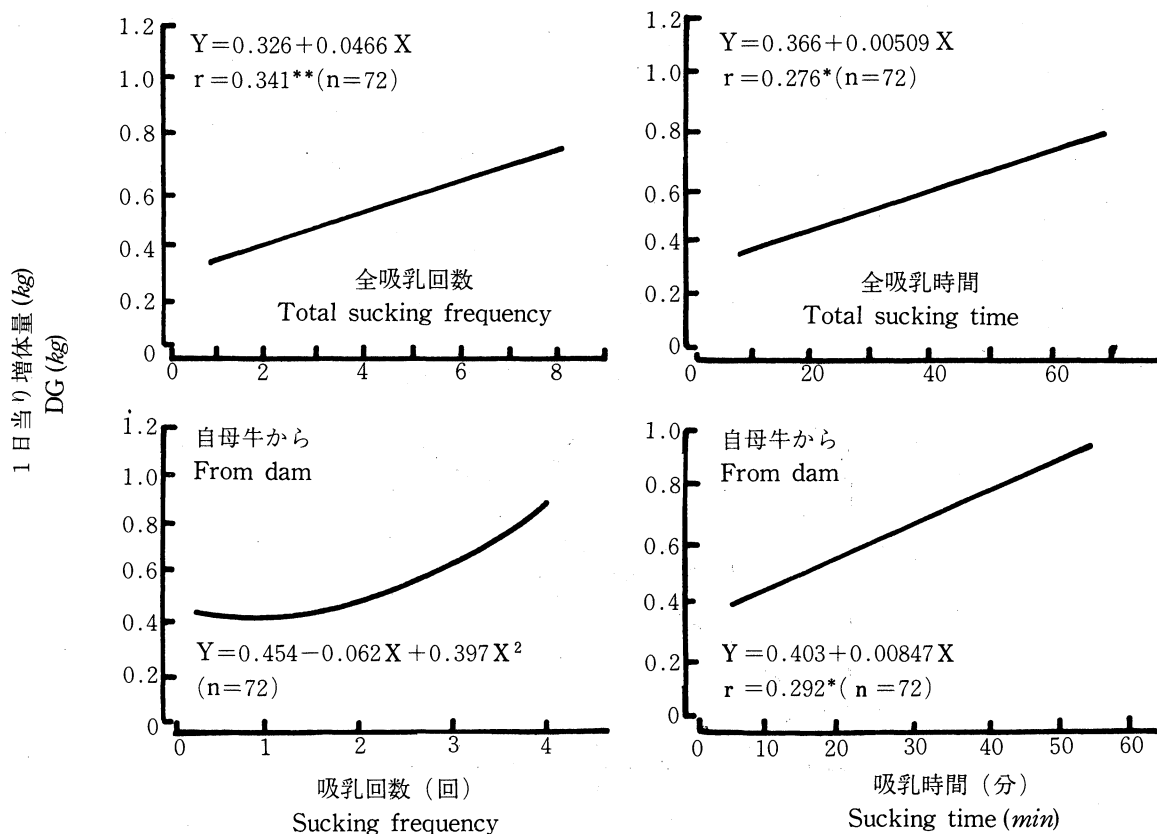 1日当り増体量(kg)
DG (kg)
1.2
1.0
0.8
0.6
0.4
0.2
0
Y=0.326+0.0466X
r=0.341**(n=72)
全吸乳回数
Total sucking frequency
0 2 4 6 8
1.2
1.0
0.8
0.6
0.4
0.2
0
Y=0.366+0.00509X
r=0.276*(n=72)
全吸乳時間
Total sucking time
0 20 40 60
1.2
1.0
0.8
0.6
0.4
0.2
0
自母牛から
From dam
Y=0.454−0.062X+0.397X²
(n=72)
0 1 2 3 4
吸乳回数(回)
Sucking frequency
1.0
0.8
0.6
0.4
0.2
0
自母牛から
From dam
Y=0.403+0.00847X
r=0.292*(n=72)
0 10 20 30 40 50 60
吸乳時間(分)
Sucking time (min)